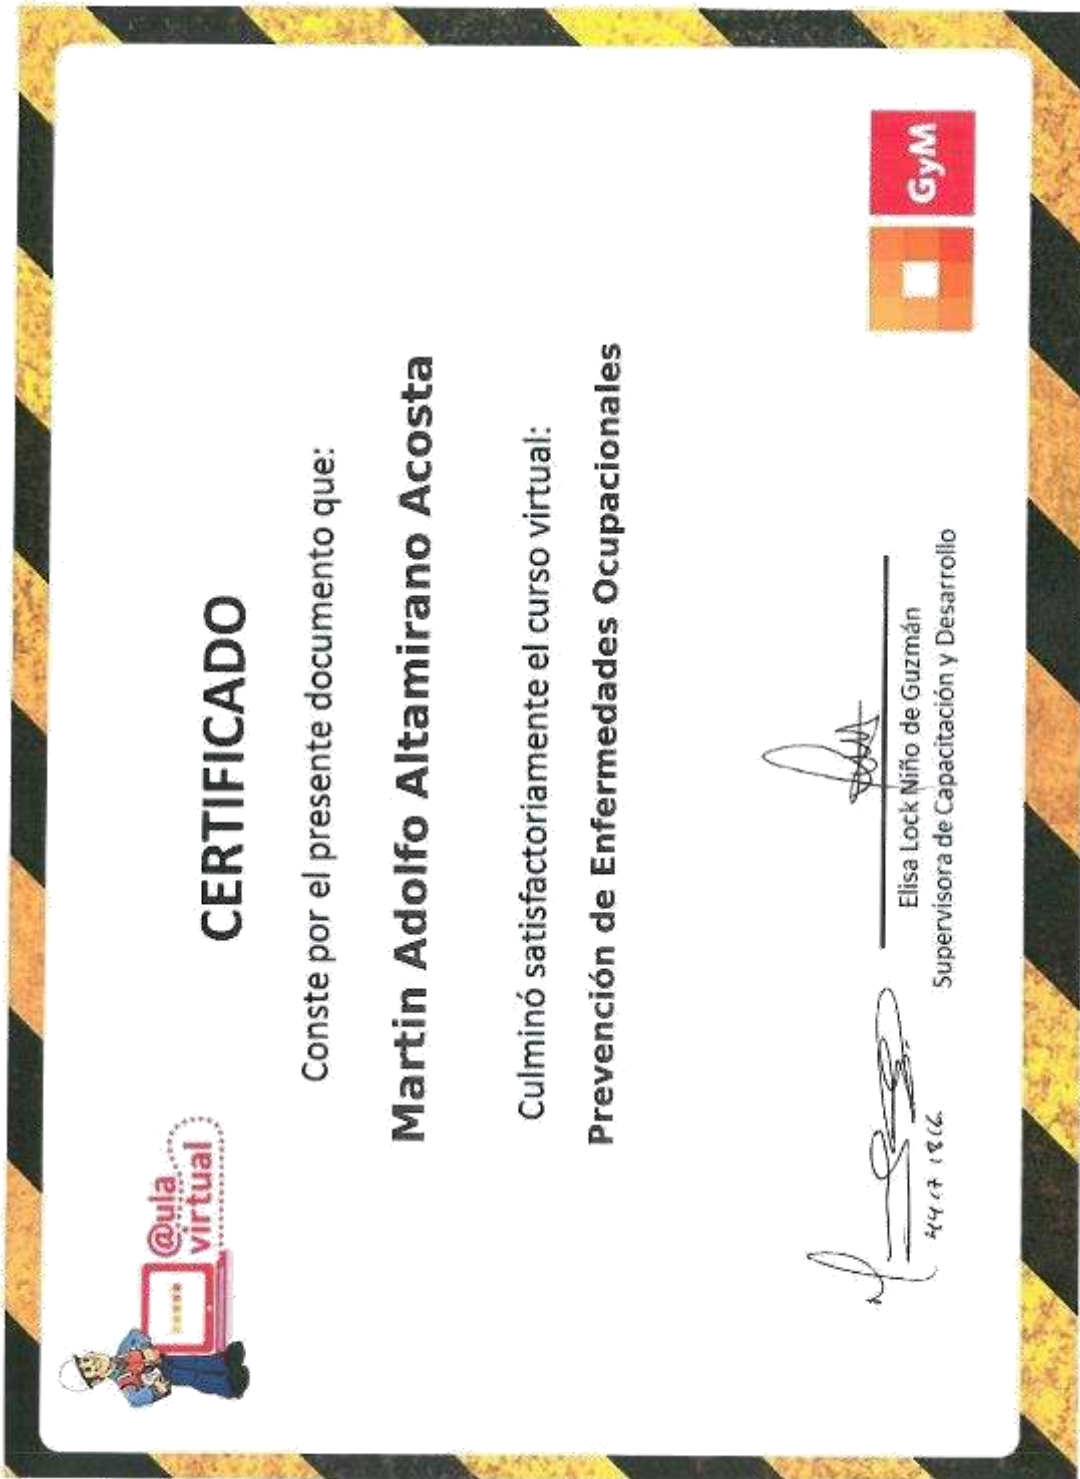 @ula
virtual
CERTIFICADO
Conste por el presente documento que:
Martin Adolfo Altamirano Acosta
Culminó satisfactoriamente el curso virtual:
Prevención de Enfermedades Ocupacionales
Elisa Lock Niño de Guzmán
Supervisora de Capacitación y Desarrollo
GyM